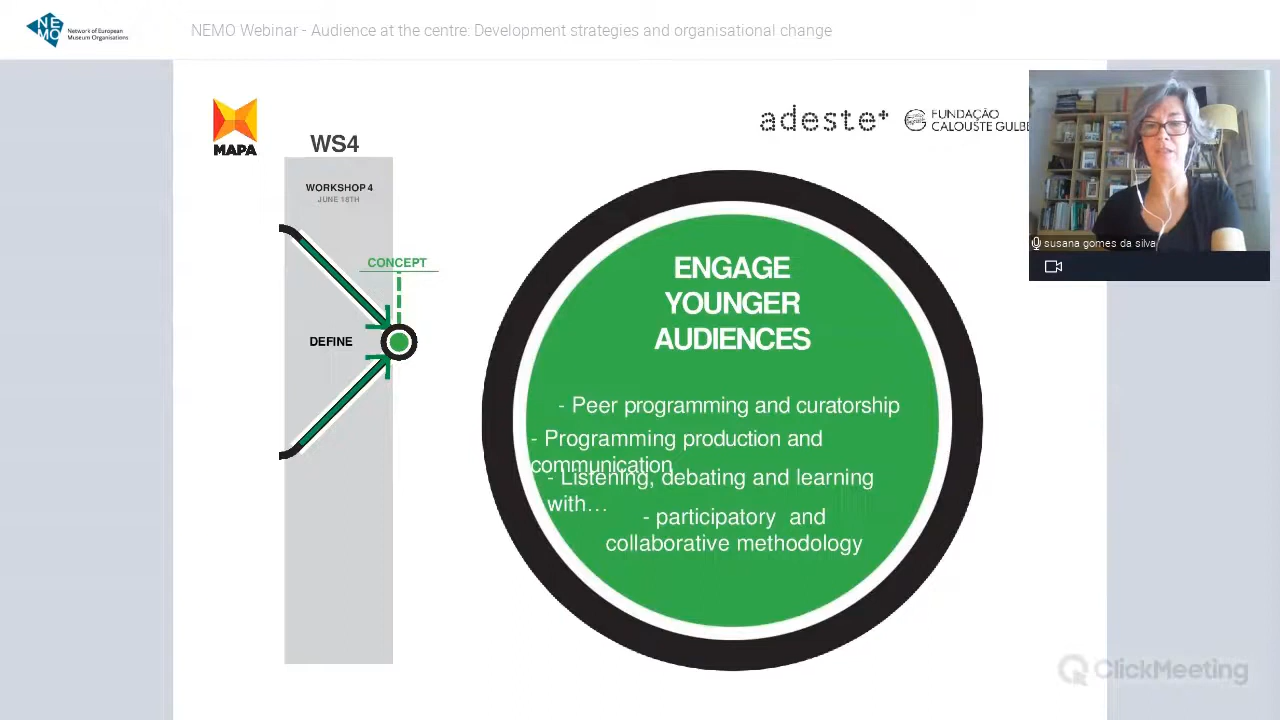 NEMO
Network of European
Museum Organisations
NEMO Webinar - Audience at the centre: Development strategies and organisational change
MAPA
WS4
adeste+
FUNDAÇÃO
CALOUSTE GULBE
WORKSHOP 4
JUNE 18TH
CONCEPT
DEFINE
ENGAGE
YOUNGER
AUDIENCES
- Peer programming and curatorship
- Programming production and
communication
- Listening, debating and learning
with…
- participatory and
collaborative methodology
susana gomes da silva
ClickMeeting